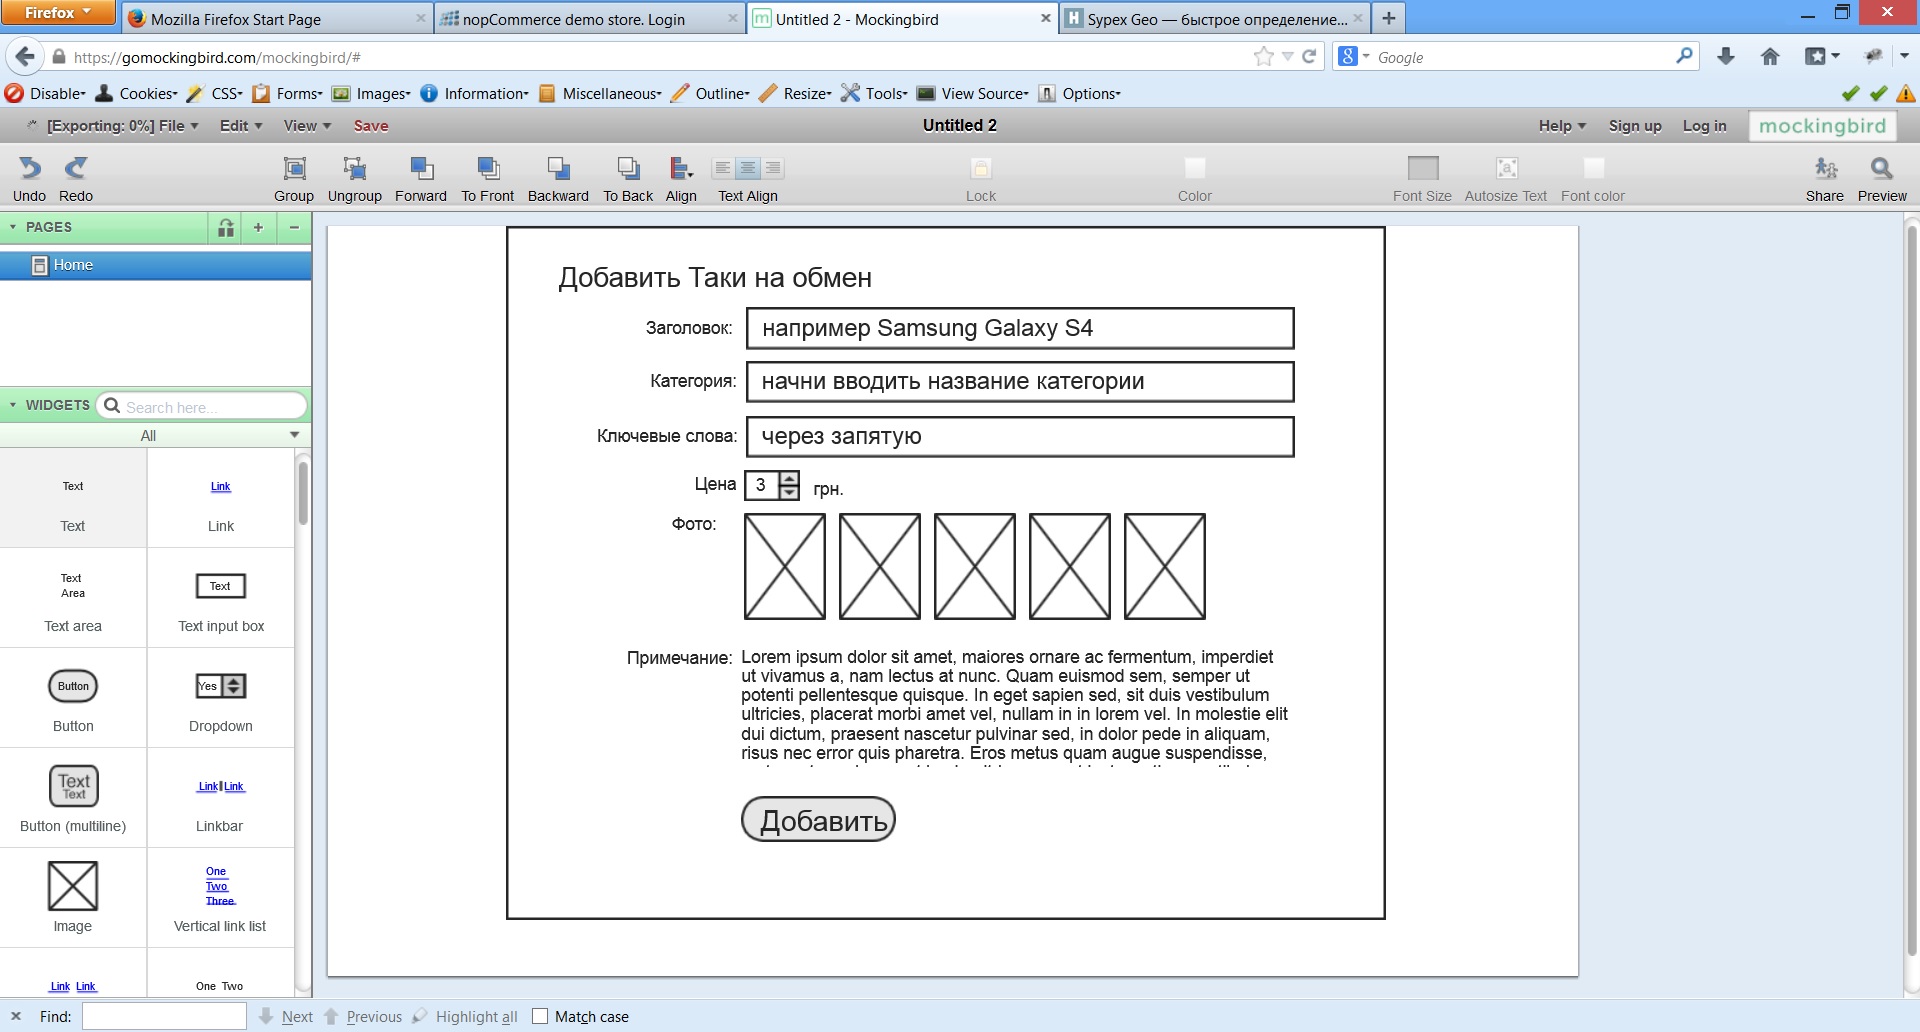 Firefox
Mozilla Firefox Start Page
nopCommerce demo store. Login
Untitled 2 - Mockingbird
Sypex Geo — быстрое определение...
https://gomockingbird.com/mockingbird/#
Google
Disable
Cookies
CSS
Forms
Images
Information
Miscellaneous
Outline
Resize
Tools
View Source
Options
[Exporting: 0%] File
Edit
View
Save
Untitled 2
Help
Sign up
Log in
mockingbird
Undo
Redo
Group
Ungroup
Forward
To Front
Backward
To Back
Align
Text Align
Lock
Color
Font Size
Autosize Text
Font color
Share
Preview
PAGES
Home
WIDGETS
Search here...
All
Text
Text
Link
Link
Text
Area
Text area
Text
Text input box
Button
Button
Yes
Dropdown
Text
Text
Button (multiline)
Link Link
Linkbar
Image
One
Two
Three
Vertical link list
Link Link
One Two
Добавить Таки на обмен
Заголовок: например Samsung Galaxy S4
Категория: начни вводить название категории
Ключевые слова: через запятую
Цена 3 грн.
Фото:
Примечание: Lorem ipsum dolor sit amet, maiores ornare ac fermentum, imperdiet
ut vivamus a, nam lectus at nunc. Quam euismod sem, semper ut
potenti pellentesque quisque. In eget sapien sed, sit duis vestibulum
ultricies, placerat morbi amet vel, nullam in in lorem vel. In molestie elit
dui dictum, praesent nascetur pulvinar sed, in dolor pede in aliquam,
risus nec error quis pharetra. Eros metus quam augue suspendisse,
Добавить
Find:
Next
Previous
Highlight all
Match case